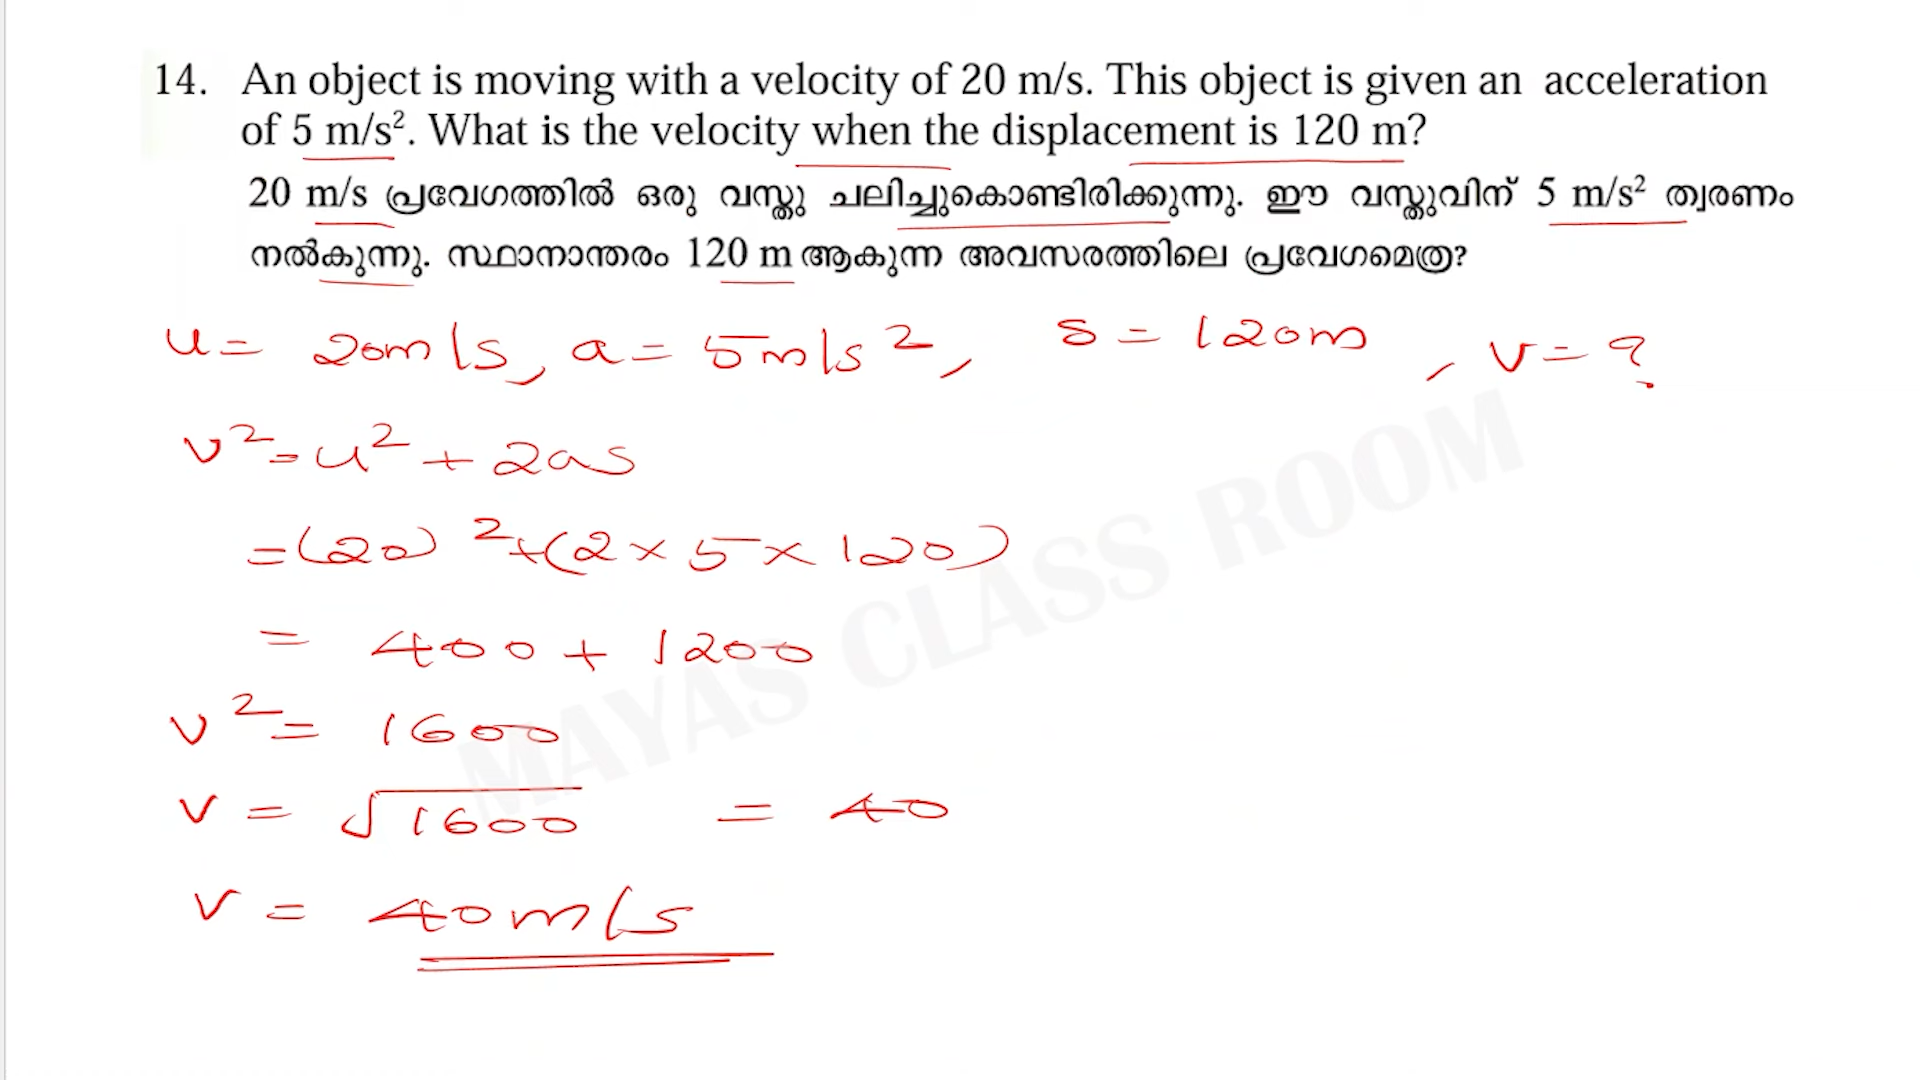 14. An object is moving with a velocity of 20 m/s. This object is given an acceleration
of 5 m/s². What is the velocity when the displacement is 120 m?
20 m/s പ്രവേഗത്തിൽ ഒരു വസ്തു ചലിച്ചുകൊണ്ടിരിക്കുന്നു. ഈ വസ്തുവിന് 5 m/s² ത്വരണം
നൽകുന്നു. സ്ഥാനാന്തരം 120 m ആകുന്ന അവസരത്തിലെ പ്രവേഗമെത്ര?
u = 20m/s, a = 5m/s², s = 120m, v = ?
v² = u² + 2as
= (20)² + (2 × 5 × 120)
= 400 + 1200
v² = 1600
v = √1600 = 40
v = 40m/s
MAYAS CLASS ROOM